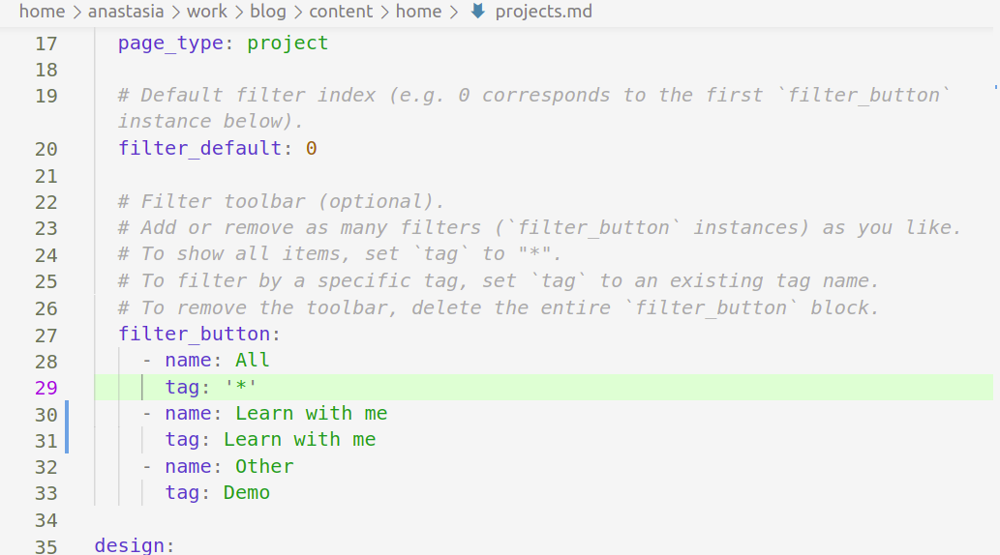 home > anastasia > work > blog > content > home > projects.md
17 page_type: project
18
19 # Default filter index (e.g. 0 corresponds to the first `filter_button`
instance below).
20 filter_default: 0
21
22 # Filter toolbar (optional).
23 # Add or remove as many filters (`filter_button` instances) as you like.
24 # To show all items, set `tag` to "*".
25 # To filter by a specific tag, set `tag` to an existing tag name.
26 # To remove the toolbar, delete the entire `filter_button` block.
27 filter_button:
28 - name: All
29 tag: '*'
30 - name: Learn with me
31 tag: Learn with me
32 - name: Other
33 tag: Demo
34
35 design: